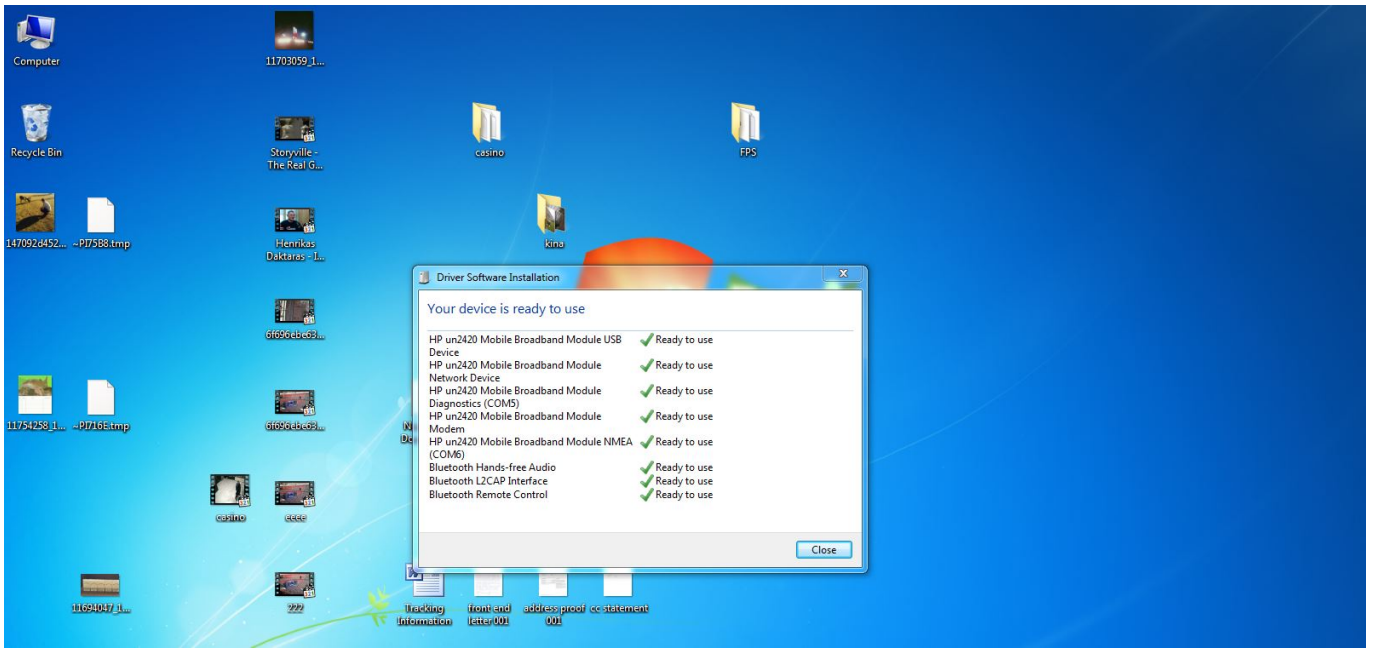 Computer
11703059_1...
Recycle Bin
Storyville -
The Real G...
casino
FPS
147092d452...
~PI75B8.tmp
Henrikas
Daktaras - I...
kina
Driver Software Installation
Your device is ready to use
HP un2420 Mobile Broadband Module USB
Device
Ready to use
HP un2420 Mobile Broadband Module
Network Device
Ready to use
HP un2420 Mobile Broadband Module
Diagnostics (COM5)
Ready to use
HP un2420 Mobile Broadband Module
Modem
Ready to use
HP un2420 Mobile Broadband Module NMEA
(COM6)
Ready to use
Bluetooth Hands-free Audio
Ready to use
Bluetooth L2CAP Interface
Ready to use
Bluetooth Remote Control
Ready to use
Close
6f696ebe63l...
11754258_1...
~PI716E.tmp
6f696ebe63l...
casino
eeee
11694047_1...
222
Tracking
Information
front end
letter 001
address proof
001
cc statement